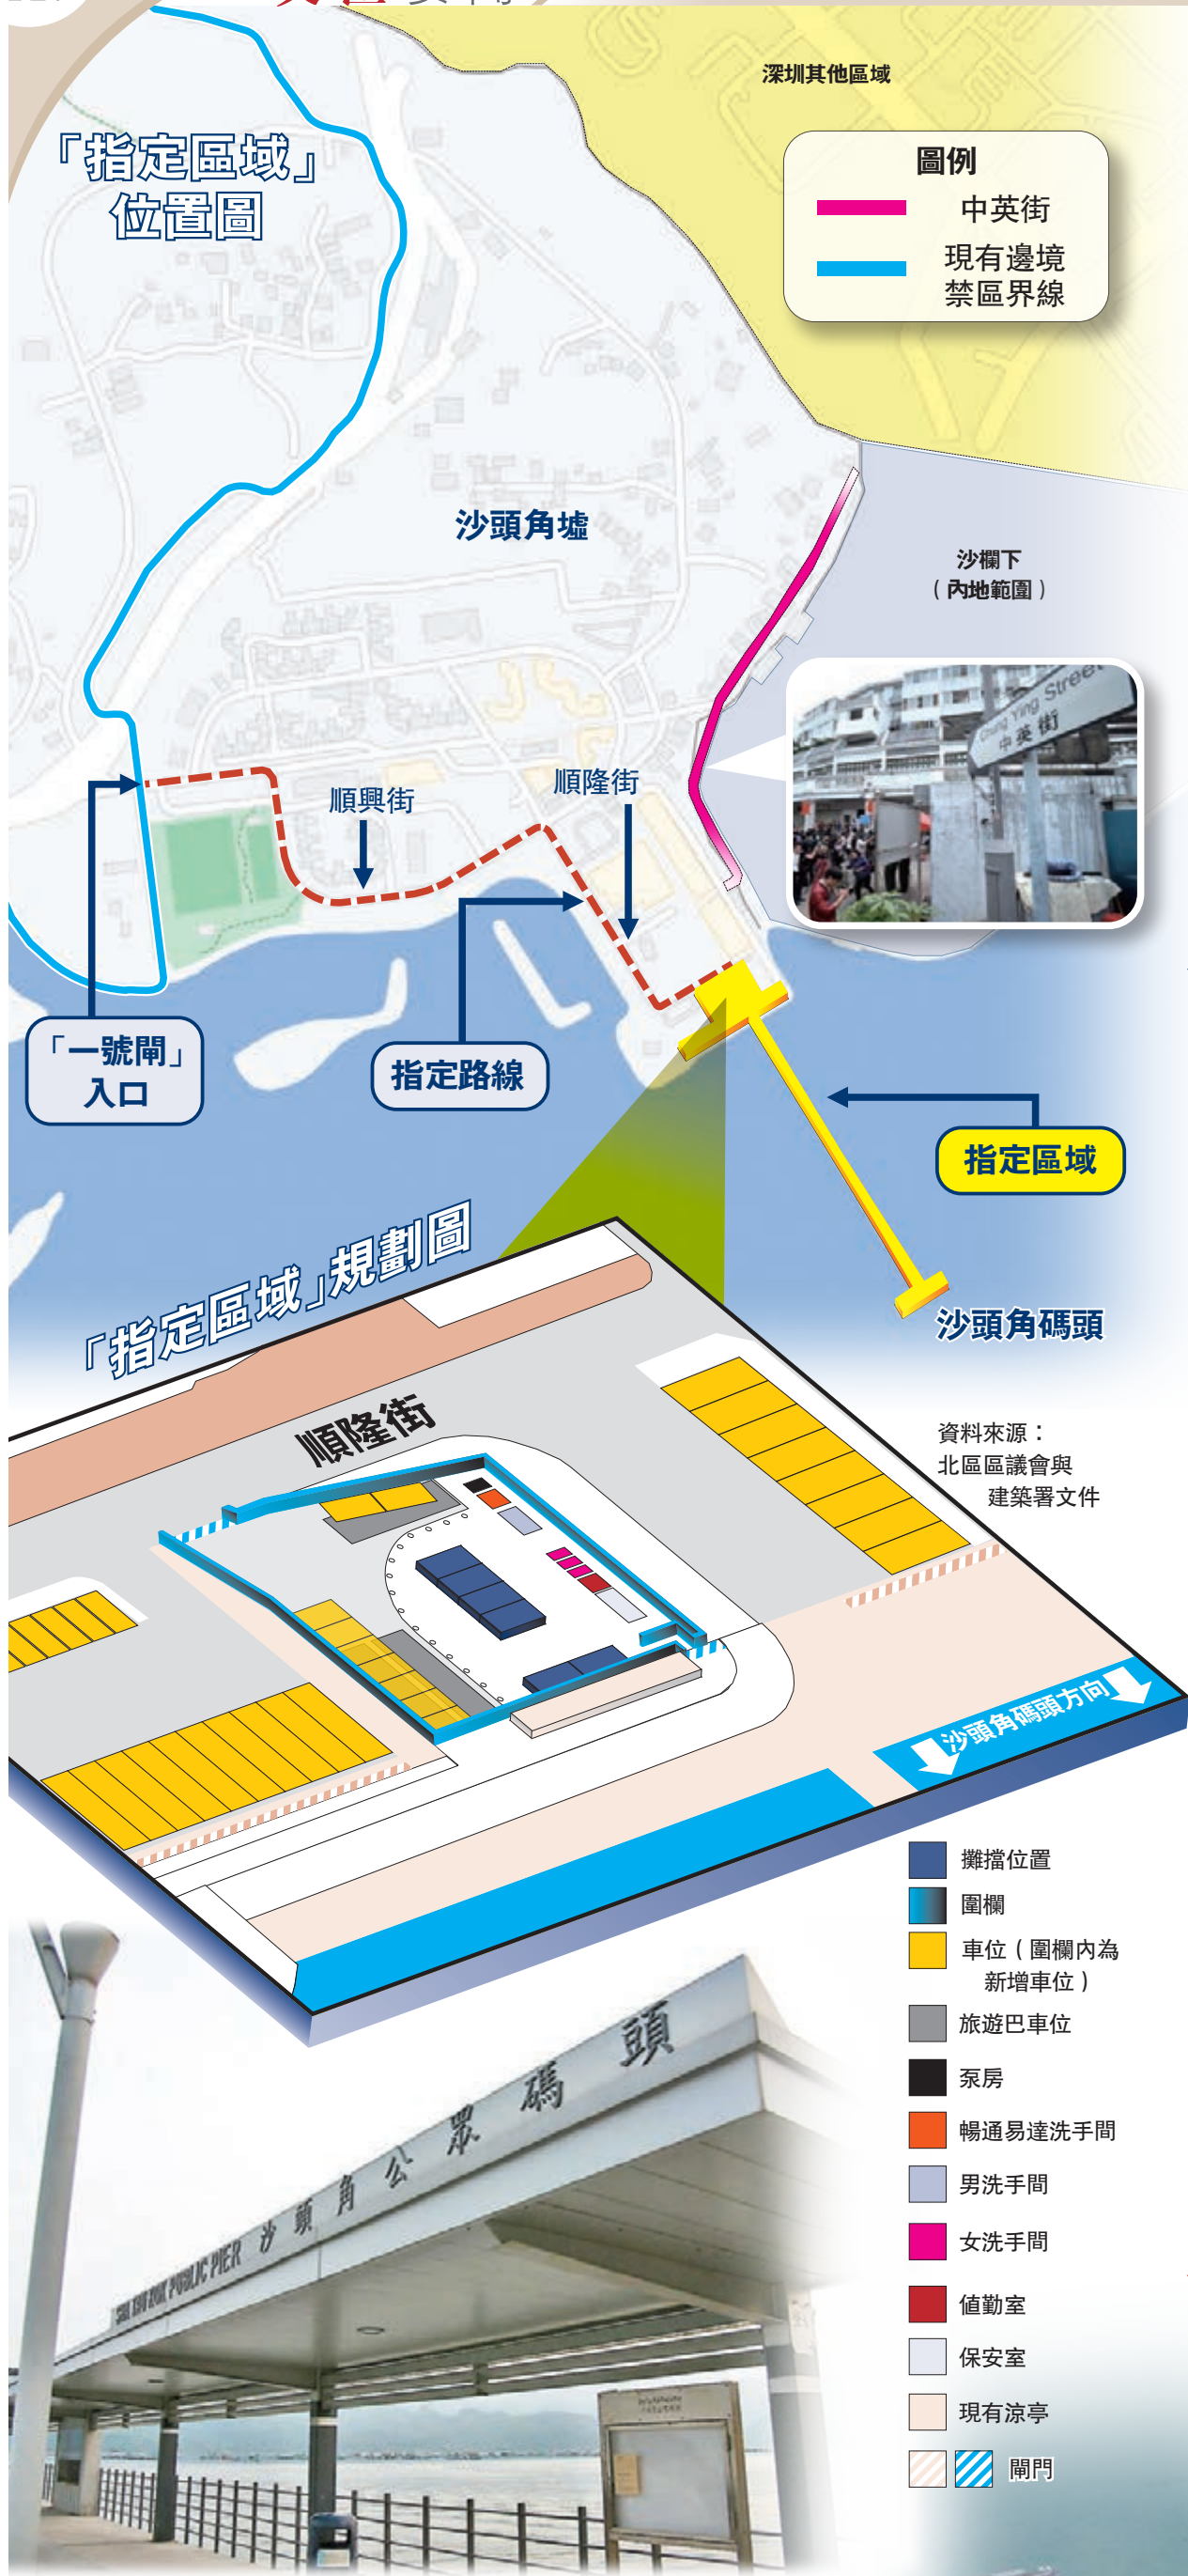 「指定區域」
位置圖
深圳其他區域
圖例
中英街
現有邊境
禁區界線
沙頭角墟
沙欄下
（內地範圍）
Chung Ying Street
中英街
順興街
順隆街
「一號閘」
入口
指定路線
指定區域
沙頭角碼頭
「指定區域」規劃圖
順隆街
資料來源：
北區區議會與
建築署文件
沙頭角碼頭方向
攤擋位置
圍欄
車位（圍欄內為
新增車位）
旅遊巴車位
泵房
暢通易達洗手間
男洗手間
女洗手間
值勤室
保安室
現有涼亭
閘門
SHA TAU KOK PUBLIC PIER 沙頭角公眾碼頭